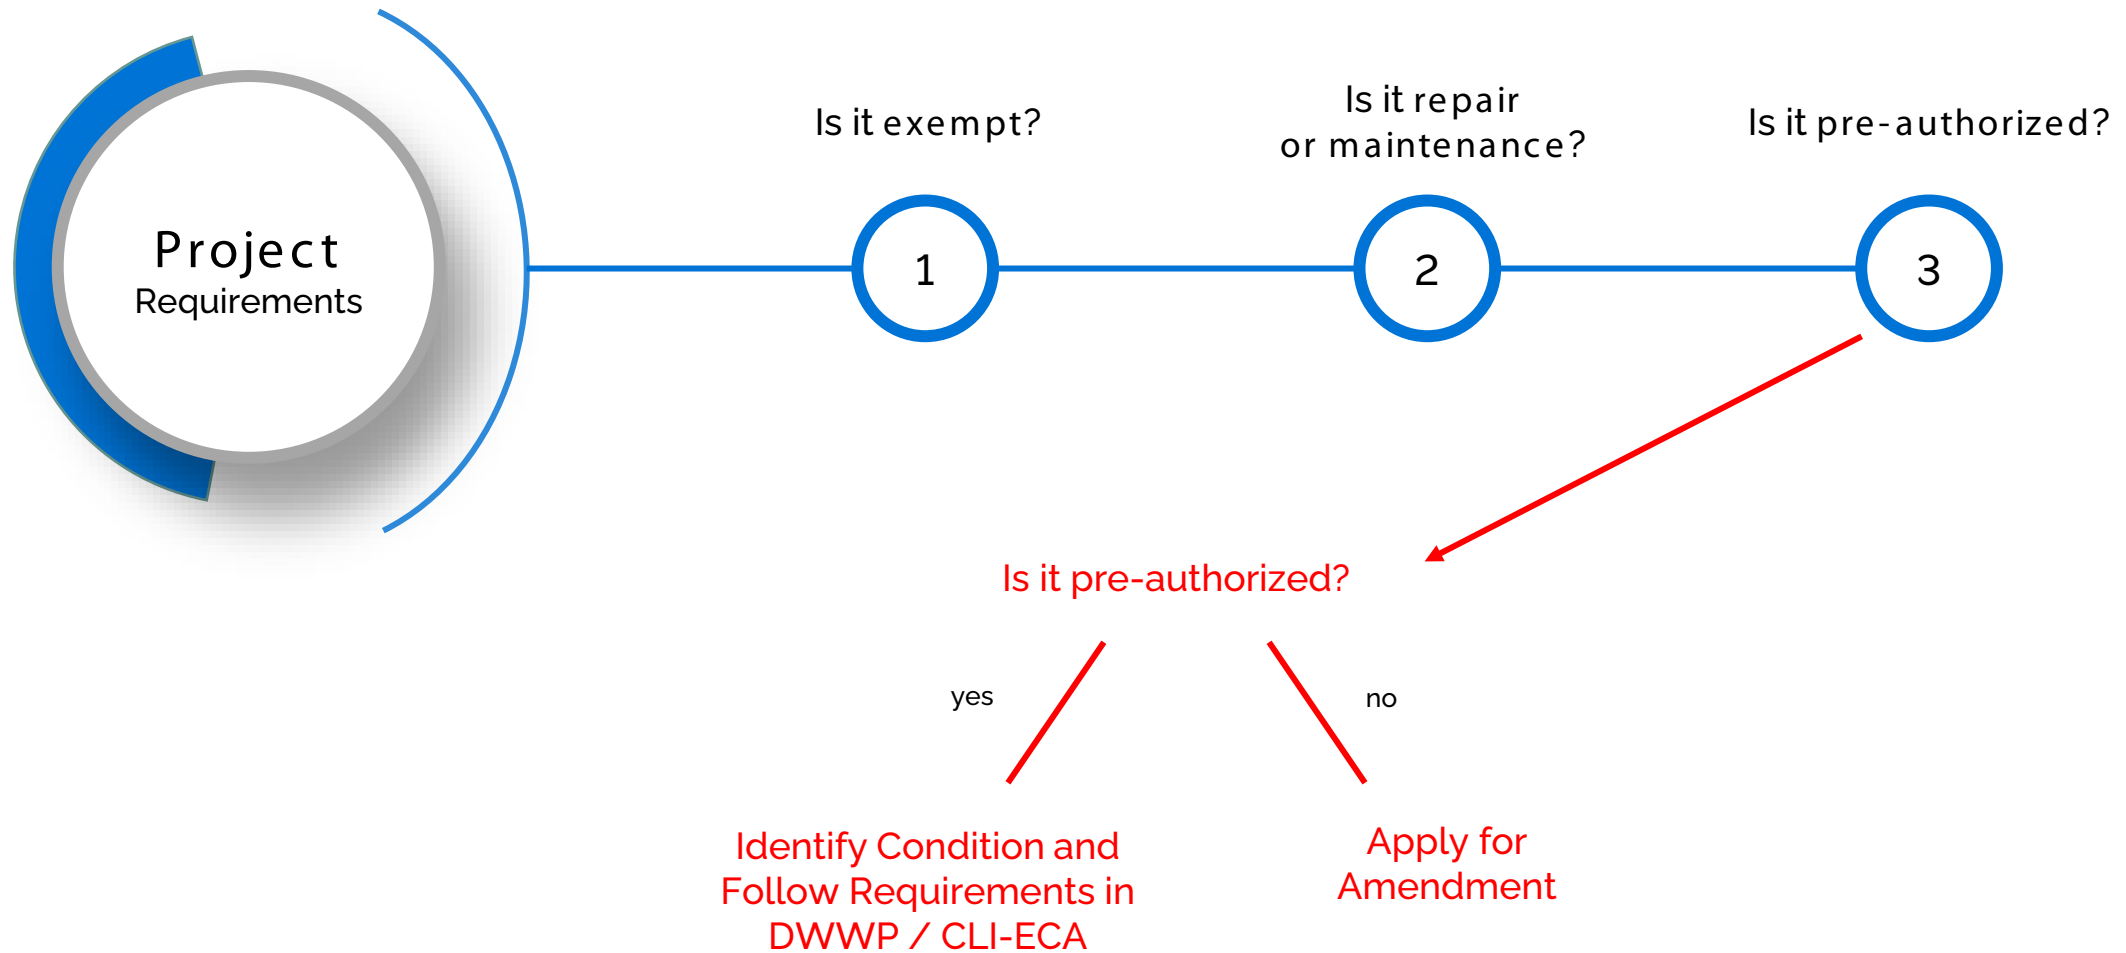 Project
Requirements
Is it exempt?
Is it repair
or maintenance?
Is it pre-authorized?
1
2
3
Is it pre-authorized?
yes
no
Identify Condition and
Follow Requirements in
DWWP / CLI-ECA
Apply for
Amendment